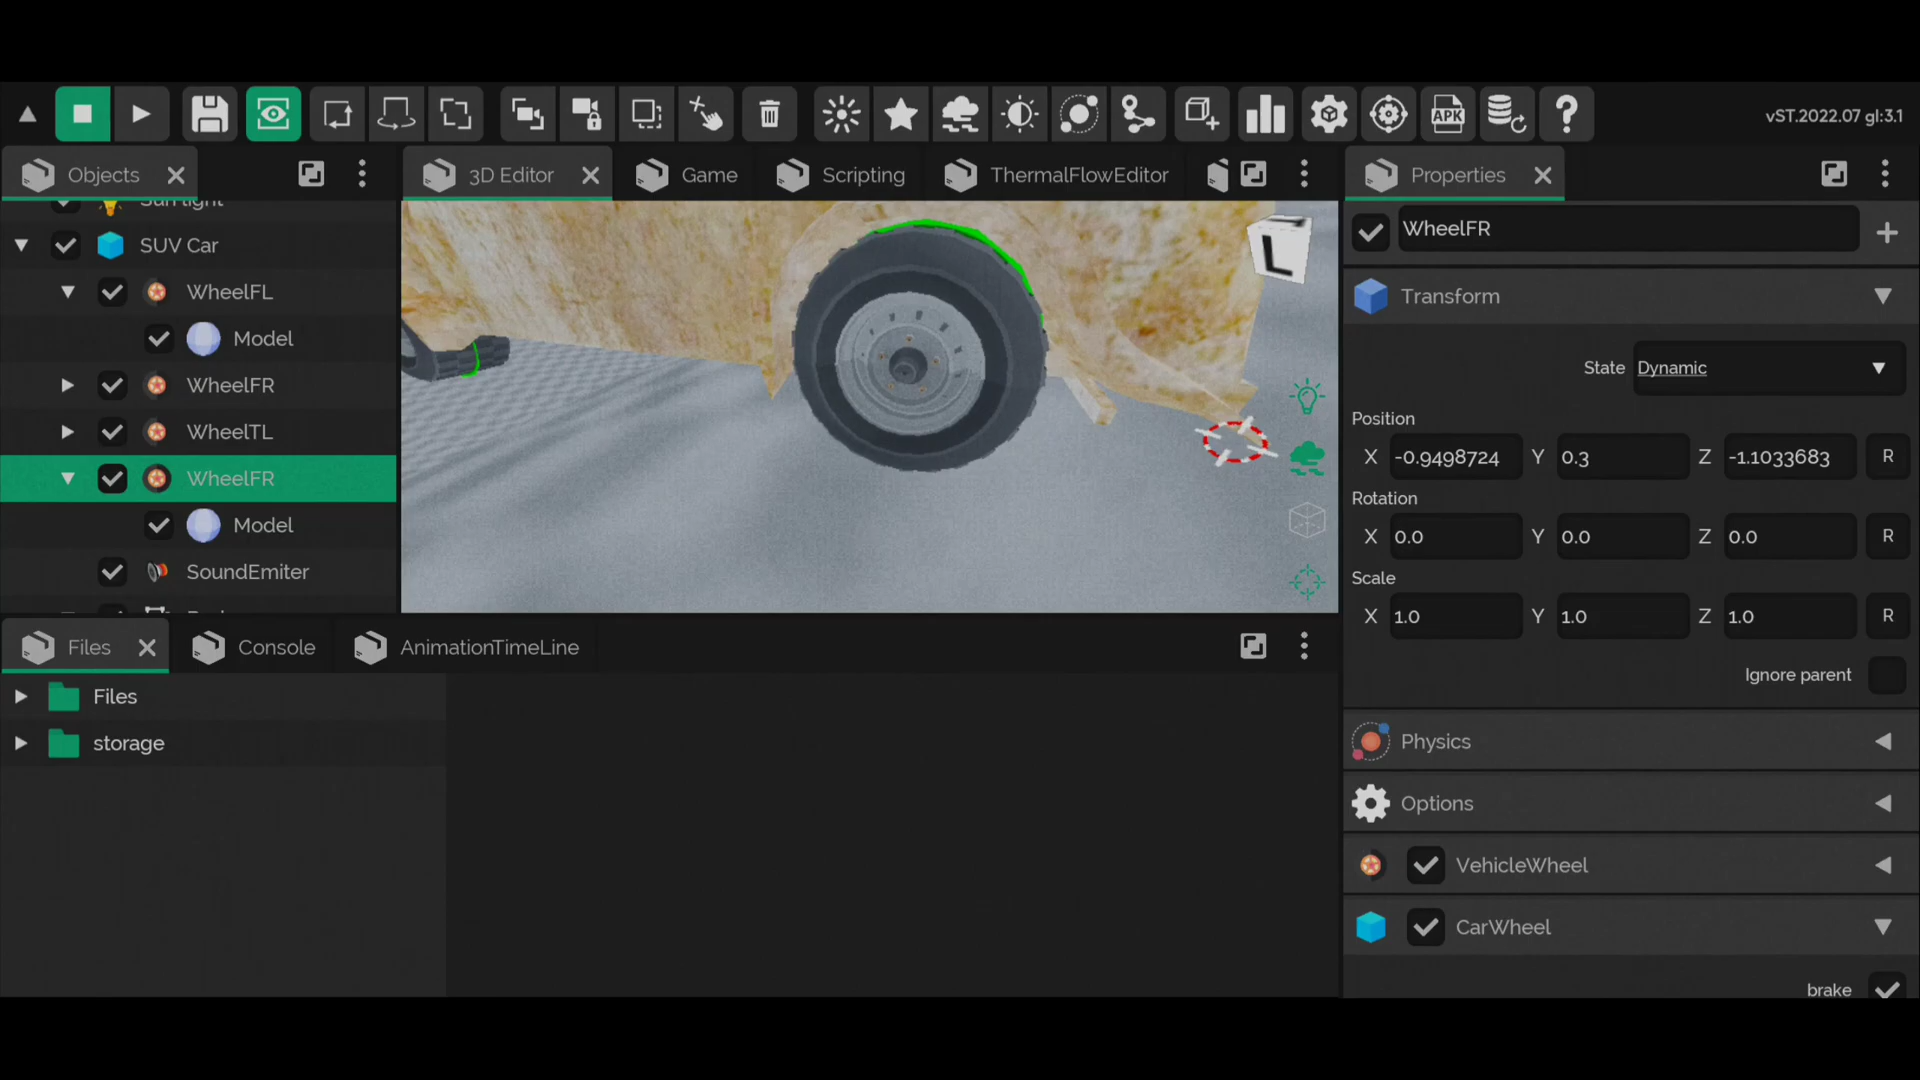 APK
vST.2022.07 gl:3.1
Objects
3D Editor
Game
Scripting
ThermalFlowEditor
Properties
Sun light
SUV Car
WheelFL
Model
WheelFR
WheelTL
WheelFR
Model
SoundEmiter
L
WheelFR
Transform
State Dynamic
Position
X -0.9498724 Y 0.3 Z -1.1033683 R
Rotation
X 0.0 Y 0.0 Z 0.0 R
Scale
X 1.0 Y 1.0 Z 1.0 R
Ignore parent
Physics
Options
VehicleWheel
CarWheel
brake
Files
Console
AnimationTimeLine
Files
storage